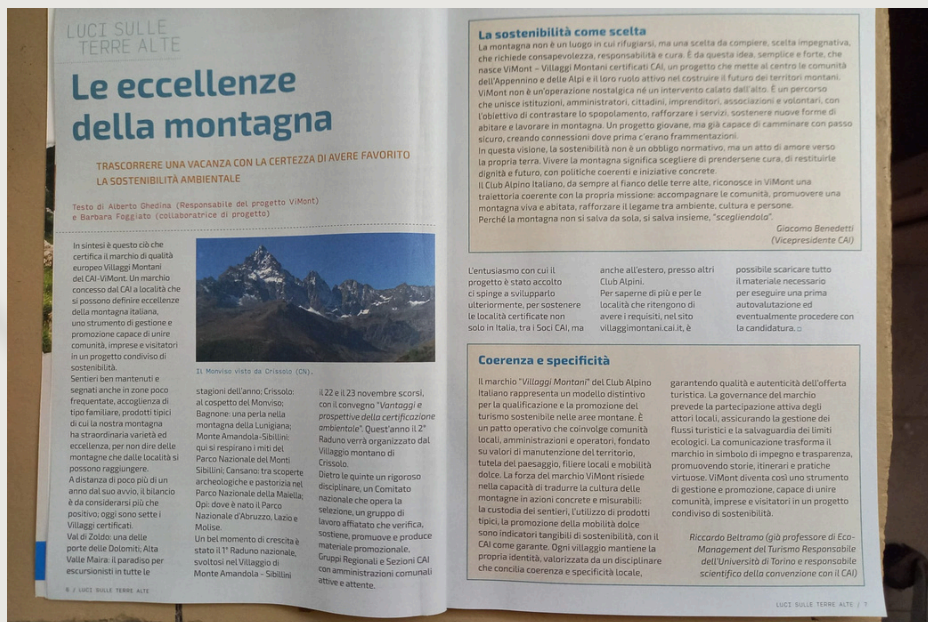 LUCI SULLE
TERRE ALTE
Le eccellenze
della montagna
TRASCORRERE UNA VACANZA CON LA CERTEZZA DI AVERE FAVORITO
LA SOSTENIBILITÀ AMBIENTALE
Testo di Alberto Ghedina (Responsabile del progetto ViMont)
e Barbara Foggiato (collaboratrice di progetto)
In sintesi è questo ciò che
certifica il marchio di qualità
europeo Villaggi Montani
del CAI-ViMont. Un marchio
concesso dal CAI a località che
si possono definire eccellenze
della montagna italiana,
uno strumento di gestione e
promozione capace di unire
comunità, imprese e visitatori
in un progetto condiviso di
sostenibilità.
Sentieri ben mantenuti e
segnati anche in zone poco
frequentate, accoglienza di
tipo familiare, prodotti tipici
di cui la nostra montagna
ha straordinaria varietà ed
eccellenza, per non dire delle
montagne che dalle località si
possono raggiungere.
A distanza di poco più di un
anno dal suo avvio, il bilancio
è da considerarsi più che
positivo; oggi sono sette i
Villaggi certificati.
Val di Zoldo: una delle
porte delle Dolomiti; Alta
Valle Maira: il paradiso per
escursionisti in tutte le
Il Monviso visto da Crissolo (CN).
stagioni dell'anno; Crissolo:
al cospetto del Monviso;
Bagnone: una perla nella
montagna della Lunigiana;
Monte Amandola-Sibillini:
qui si respirano i miti del
Parco Nazionale dei Monti
Sibillini; Cansano: tra scoperte
archeologiche e pastorizia nel
Parco Nazionale della Maiella;
Opi: dove è nato il Parco
Nazionale d'Abruzzo, Lazio e
Molise.
Un bel momento di crescita è
stato il 1° Raduno nazionale,
svoltosi nel Villaggio di
Monte Amandola - Sibillini
il 22 e il 23 novembre scorsi,
con il convegno "Vantaggi e
prospettive della certificazione
ambientale". Quest'anno il 2°
Raduno verrà organizzato dal
Villaggio montano di
Crissolo.
Dietro le quinte un rigoroso
disciplinare, un Comitato
nazionale che opera la
selezione, un gruppo di
lavoro affiatato che verifica,
sostiene, promuove e produce
materiale promozionale.
Gruppi Regionali e Sezioni CAI
con amministrazioni comunali
attive e attente.
6 / LUCI SULLE TERRE ALTE
La sostenibilità come scelta
La montagna non è un luogo in cui rifugiarsi, ma una scelta da compiere, scelta impegnativa,
che richiede consapevolezza, responsabilità e cura. È da questa idea, semplice e forte, che
nasce ViMont – Villaggi Montani certificati CAI, un progetto che mette al centro le comunità
dell'Appennino e delle Alpi e il loro ruolo attivo nel costruire il futuro dei territori montani.
ViMont non è un'operazione nostalgica né un intervento calato dall'alto. È un percorso
che unisce istituzioni, amministratori, cittadini, imprenditori, associazioni e volontari, con
l'obiettivo di contrastare lo spopolamento, rafforzare i servizi, sostenere nuove forme di
abitare e lavorare in montagna. Un progetto giovane, ma già capace di camminare con passo
sicuro, creando connessioni dove prima c'erano frammentazioni.
In questa visione, la sostenibilità non è un obbligo normativo, ma un atto di amore verso
la propria terra. Vivere la montagna significa scegliere di prendersene cura, di restituirle
dignità e futuro, con politiche coerenti e iniziative concrete.
Il Club Alpino Italiano, da sempre al fianco delle terre alte, riconosce in ViMont una
traiettoria coerente con la propria missione: accompagnare le comunità, promuovere una
montagna viva e abitata, rafforzare il legame tra ambiente, cultura e persone.
Perché la montagna non si salva da sola, si salva insieme, "scegliendola".
Giacomo Benedetti
(Vicepresidente CAI)
L'entusiasmo con cui il
progetto è stato accolto
ci spinge a svilupparlo
ulteriormente, per sostenere
le località certificate non
solo in Italia, tra i Soci CAI, ma
anche all'estero, presso altri
Club Alpini.
Per saperne di più e per le
località che ritengono di
avere i requisiti, nel sito
villaggimontani.cai.it, è
possibile scaricare tutto
il materiale necessario
per eseguire una prima
autovalutazione ed
eventualmente procedere con
la candidatura. □
Coerenza e specificità
Il marchio "Villaggi Montani" del Club Alpino
Italiano rappresenta un modello distintivo
per la qualificazione e la promozione del
turismo sostenibile nelle aree montane. È
un patto operativo che coinvolge comunità
locali, amministrazioni e operatori, fondato
su valori di manutenzione del territorio,
tutela del paesaggio, filiere locali e mobilità
dolce. La forza del marchio ViMont risiede
nella capacità di tradurre la cultura delle
montagne in azioni concrete e misurabili:
la custodia dei sentieri, l'utilizzo di prodotti
tipici, la promozione della mobilità dolce
sono indicatori tangibili di sostenibilità, con il
CAI come garante. Ogni villaggio mantiene la
propria identità, valorizzata da un disciplinare
che concilia coerenza e specificità locale,
garantendo qualità e autenticità dell'offerta
turistica. La governance del marchio
prevede la partecipazione attiva degli
attori locali, assicurando la gestione dei
flussi turistici e la salvaguardia dei limiti
ecologici. La comunicazione trasforma il
marchio in simbolo di impegno e trasparenza,
promuovendo storie, itinerari e pratiche
virtuose. ViMont diventa così uno strumento
di gestione e promozione, capace di unire
comunità, imprese e visitatori in un progetto
condiviso di sostenibilità.
Riccardo Beltramo (già professore di Eco-
Management del Turismo Responsabile
dell'Università di Torino e responsabile
scientifico della convenzione con il CAI)
LUCI SULLE TERRE ALTE / 7